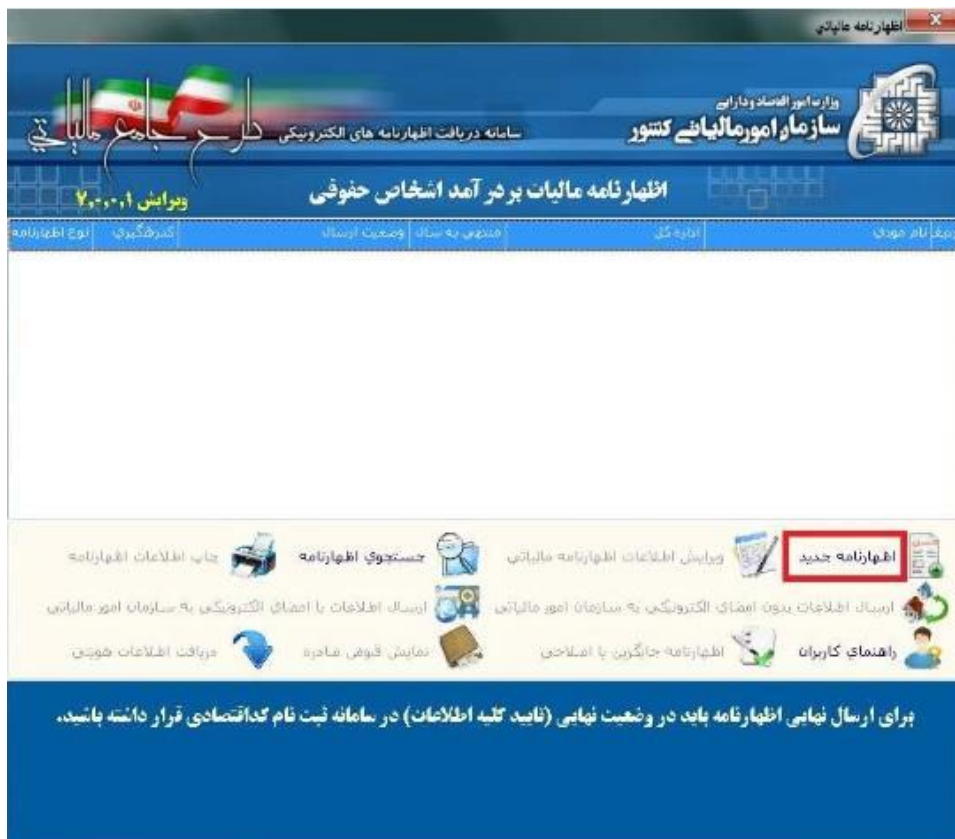 اظهارنامه مالیاتی
وزارت امور اقتصاد و دارایی
سازمان امور مالیاتی کشور
سامانه دریافت اظهارنامه های الکترونیکی
طرح جامع مالیاتی
اظهارنامه مالیات بر درآمد اشخاص حقوقی
ویرایش ۷,۰,۰,۱
ردیف نام مودی اداره کل منتهی به سال وضعیت ارسال کدرهگیری نوع اظهارنامه
اظهارنامه جدید ویرایش اطلاعات اظهارنامه مالیاتی جستجوي اظهارنامه چاپ اطلاعات اظهارنامه
ارسال اطلاعات بدون امضای الکترونیکی به سازمان امور مالیاتی ارسال اطلاعات با امضای الکترونیکی به سازمان امور مالیاتی
راهنمای کاربران اظهارنامه جایگزین یا اصلاحی نمایش قبوض صادره دریافت اطلاعات هویتی
برای ارسال نهایی اظهارنامه باید در وضعیت نهایی (تایید کلیه اطلاعات) در سامانه ثبت نام کداقتصادی قرار داشته باشید.